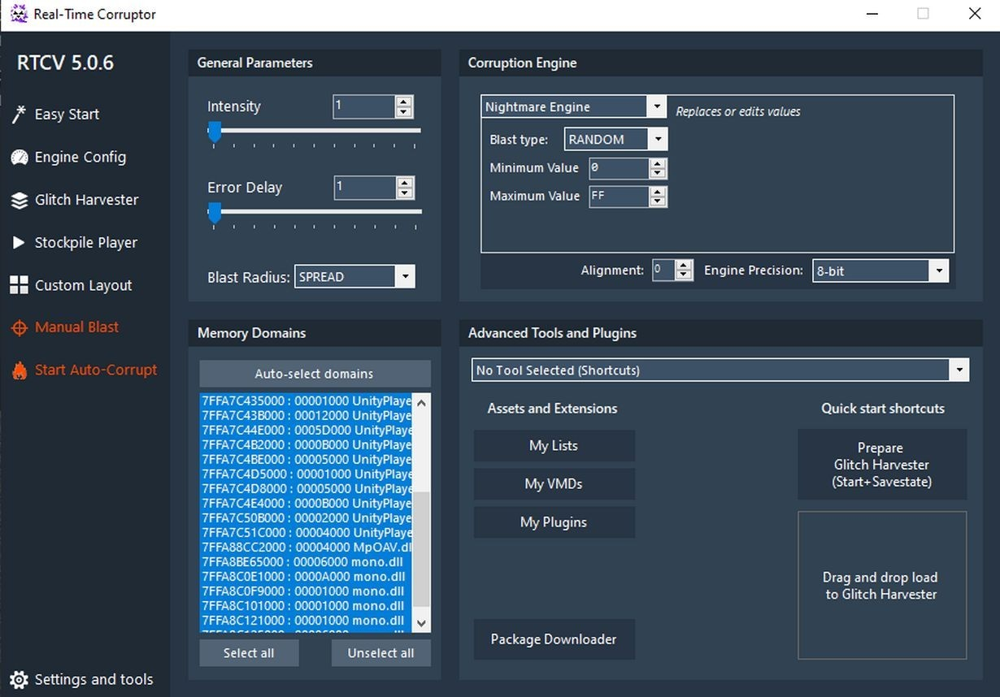 Real-Time Corruptor
RTCV 5.0.6
Easy Start
Engine Config
Glitch Harvester
Stockpile Player
Custom Layout
Manual Blast
Start Auto-Corrupt
Settings and tools
General Parameters
Intensity 1
Error Delay 1
Blast Radius: SPREAD
Corruption Engine
Nightmare Engine Replaces or edits values
Blast type: RANDOM
Minimum Value 0
Maximum Value FF
Alignment: 0 Engine Precision: 8-bit
Memory Domains
Auto-select domains
7FFA7C435000 : 00001000 UnityPlaye
7FFA7C43B000 : 00012000 UnityPlaye
7FFA7C44E000 : 0005D000 UnityPlaye
7FFA7C4B2000 : 0000B000 UnityPlaye
7FFA7C4BE000 : 00005000 UnityPlaye
7FFA7C4D5000 : 00001000 UnityPlaye
7FFA7C4D8000 : 00005000 UnityPlaye
7FFA7C4E4000 : 0000B000 UnityPlaye
7FFA7C50B000 : 00002000 UnityPlaye
7FFA7C51C000 : 00004000 UnityPlaye
7FFA88CC2000 : 00004000 MpOAV.dl
7FFA8BE65000 : 00006000 mono.dll
7FFA8C0E1000 : 0000A000 mono.dll
7FFA8C0F9000 : 00001000 mono.dll
7FFA8C101000 : 00001000 mono.dll
7FFA8C121000 : 00001000 mono.dll
Select all Unselect all
Advanced Tools and Plugins
No Tool Selected (Shortcuts)
Assets and Extensions
My Lists
My VMDs
My Plugins
Package Downloader
Quick start shortcuts
Prepare
Glitch Harvester
(Start+Savestate)
Drag and drop load
to Glitch Harvester